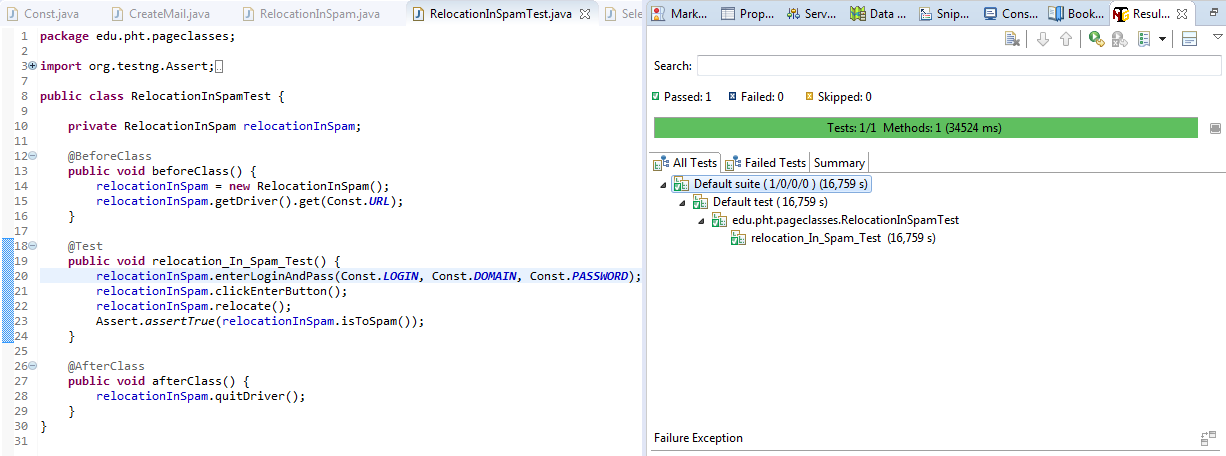 Const.java CreateMail.java RelocationInSpam.java RelocationInSpamTest.java Sele
1 package edu.pht.pageclasses;
2
3 import org.testng.Assert;
7
8 public class RelocationInSpamTest {
9
10 private RelocationInSpam relocationInSpam;
11
12 @BeforeClass
13 public void beforeClass() {
14 relocationInSpam = new RelocationInSpam();
15 relocationInSpam.getDriver().get(Const.URL);
16 }
17
18 @Test
19 public void relocation_In_Spam_Test() {
20 relocationInSpam.enterLoginAndPass(Const.LOGIN, Const.DOMAIN, Const.PASSWORD);
21 relocationInSpam.clickEnterButton();
22 relocationInSpam.relocate();
23 Assert.assertTrue(relocationInSpam.isToSpam());
24 }
25
26 @AfterClass
27 public void afterClass() {
28 relocationInSpam.quitDriver();
29 }
30 }
31
Mark... Prop... Serv... Data ... Snip... Cons... Book... Resul...
Search:
Passed: 1 Failed: 0 Skipped: 0
Tests: 1/1 Methods: 1 (34524 ms)
All Tests Failed Tests Summary
Default suite ( 1/0/0/0 ) (16,759 s)
Default test ( 16,759 s)
edu.pht.pageclasses.RelocationInSpamTest
relocation_In_Spam_Test (16,759 s)
Failure Exception